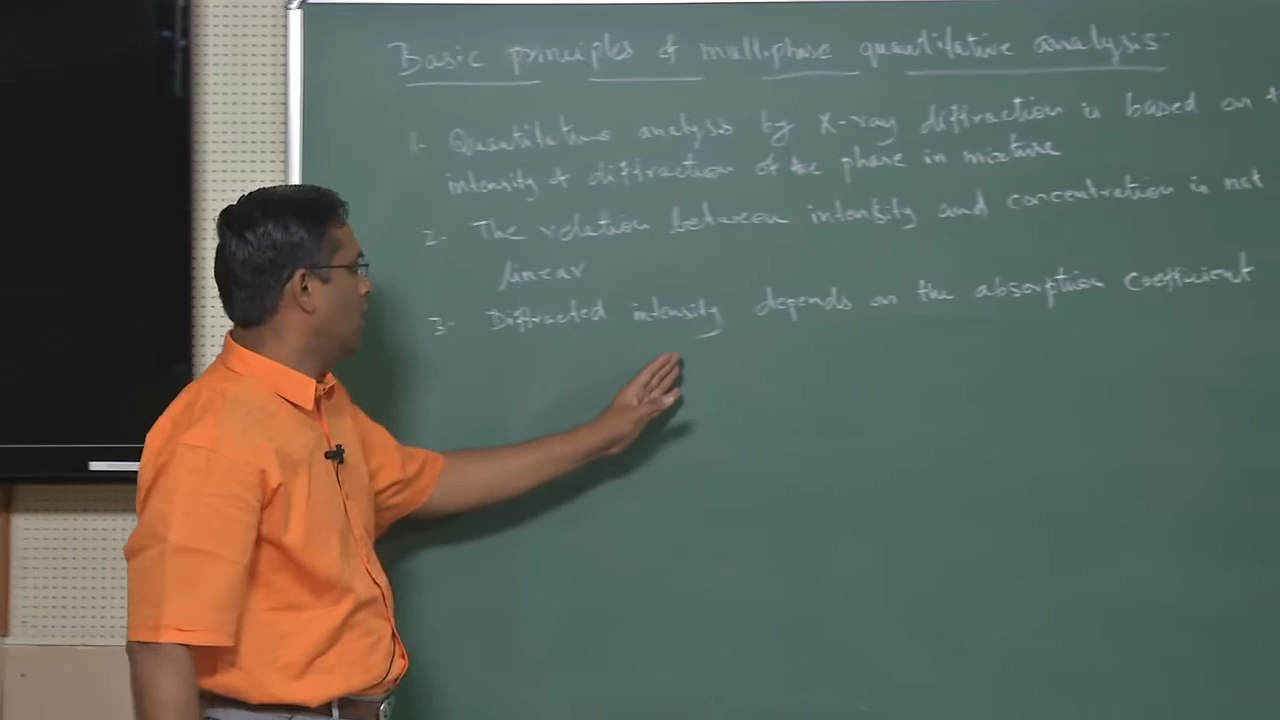 Basic principles of multiphase quantitative analysis
1- Quantitative analysis by X-ray diffraction is based on
intensity of diffraction of the phase in mixture
2- The relation between intensity and concentration is not
linear
3- Diffracted intensity depends on the absorption coefficient